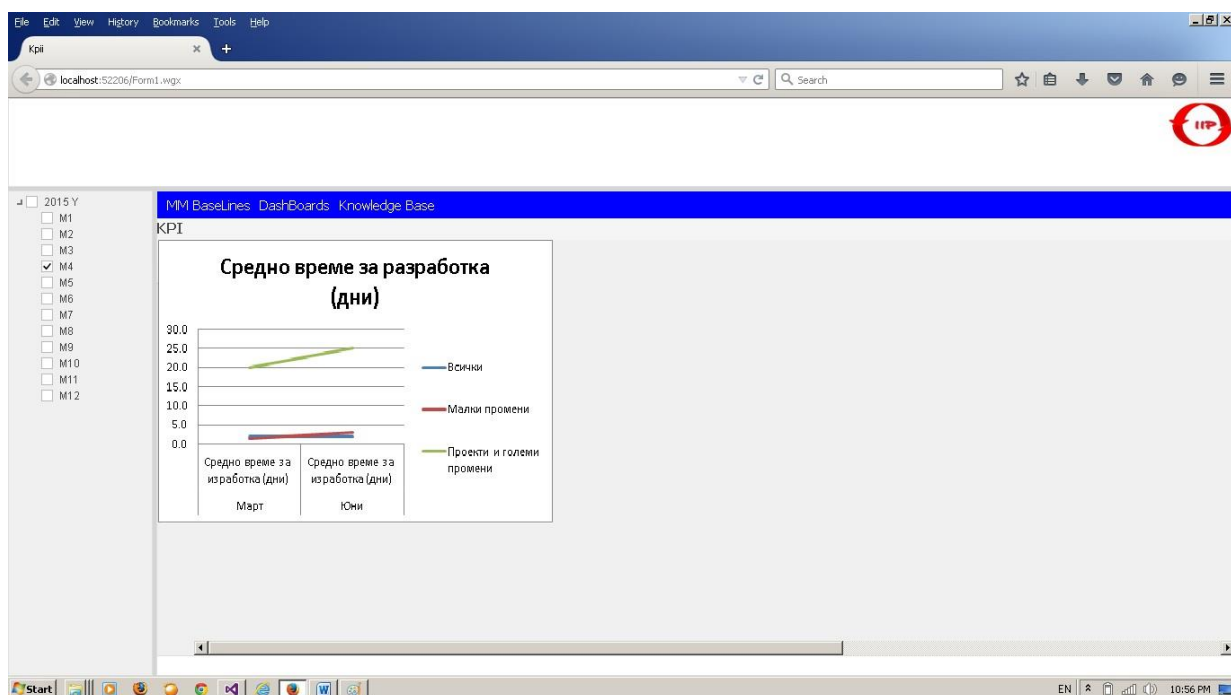 File Edit View History Bookmarks Tools Help
Kpii
localhost:52206/Form1.wgx
Search
IIP
2015 Y
M1
M2
M3
M4
M5
M6
M7
M8
M9
M10
M11
M12
MM BaseLines DashBoards Knowledge Base
KPI
Средно време за разработка
(дни)
30.0
25.0
20.0
15.0
10.0
5.0
0.0
Средно време за
изработка (дни)
Средно време за
изработка (дни)
Март
Юни
Всички
Малки промени
Проекти и големи
промени
Start
EN
10:56 PM